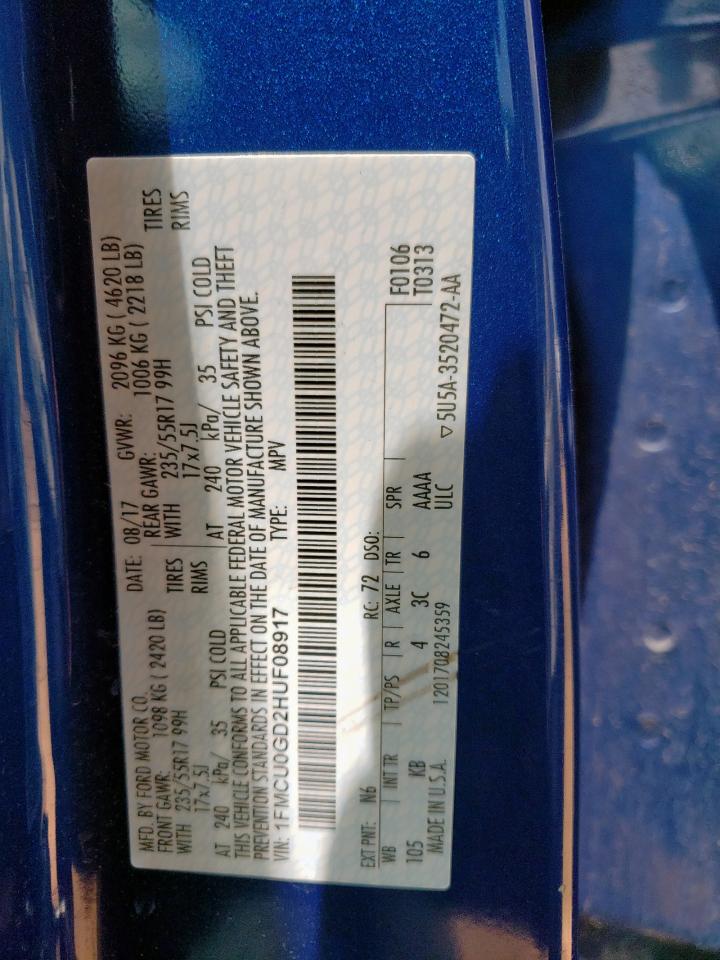 MFD. BY FORD MOTOR CO. DATE: 08/17 GVWR: 2096 KG ( 4620 LB)
FRONT GAWR: 1098 KG ( 2420 LB) REAR GAWR: 1006 KG ( 2218 LB)
WITH 235/55R17 99H TIRES WITH 235/55R17 99H TIRES
17x7.5J RIMS 17x7.5J RIMS
AT 240 kPa/ 35 PSI COLD AT 240 kPa/ 35 PSI COLD
THIS VEHICLE CONFORMS TO ALL APPLICABLE FEDERAL MOTOR VEHICLE SAFETY AND THEFT
PREVENTION STANDARDS IN EFFECT ON THE DATE OF MANUFACTURE SHOWN ABOVE.
VIN: 1FMCU0GD2HUF08917 TYPE: MPV
EXT PNT: N6 RC: 72 DSO:
WB INT TR TP/PS R AXLE TR SPR F0106
105 KB 4 3C 6 AAAA T0313
MADE IN U.S.A. 1201708245359 ULC ▽5U5A-3520472-AA